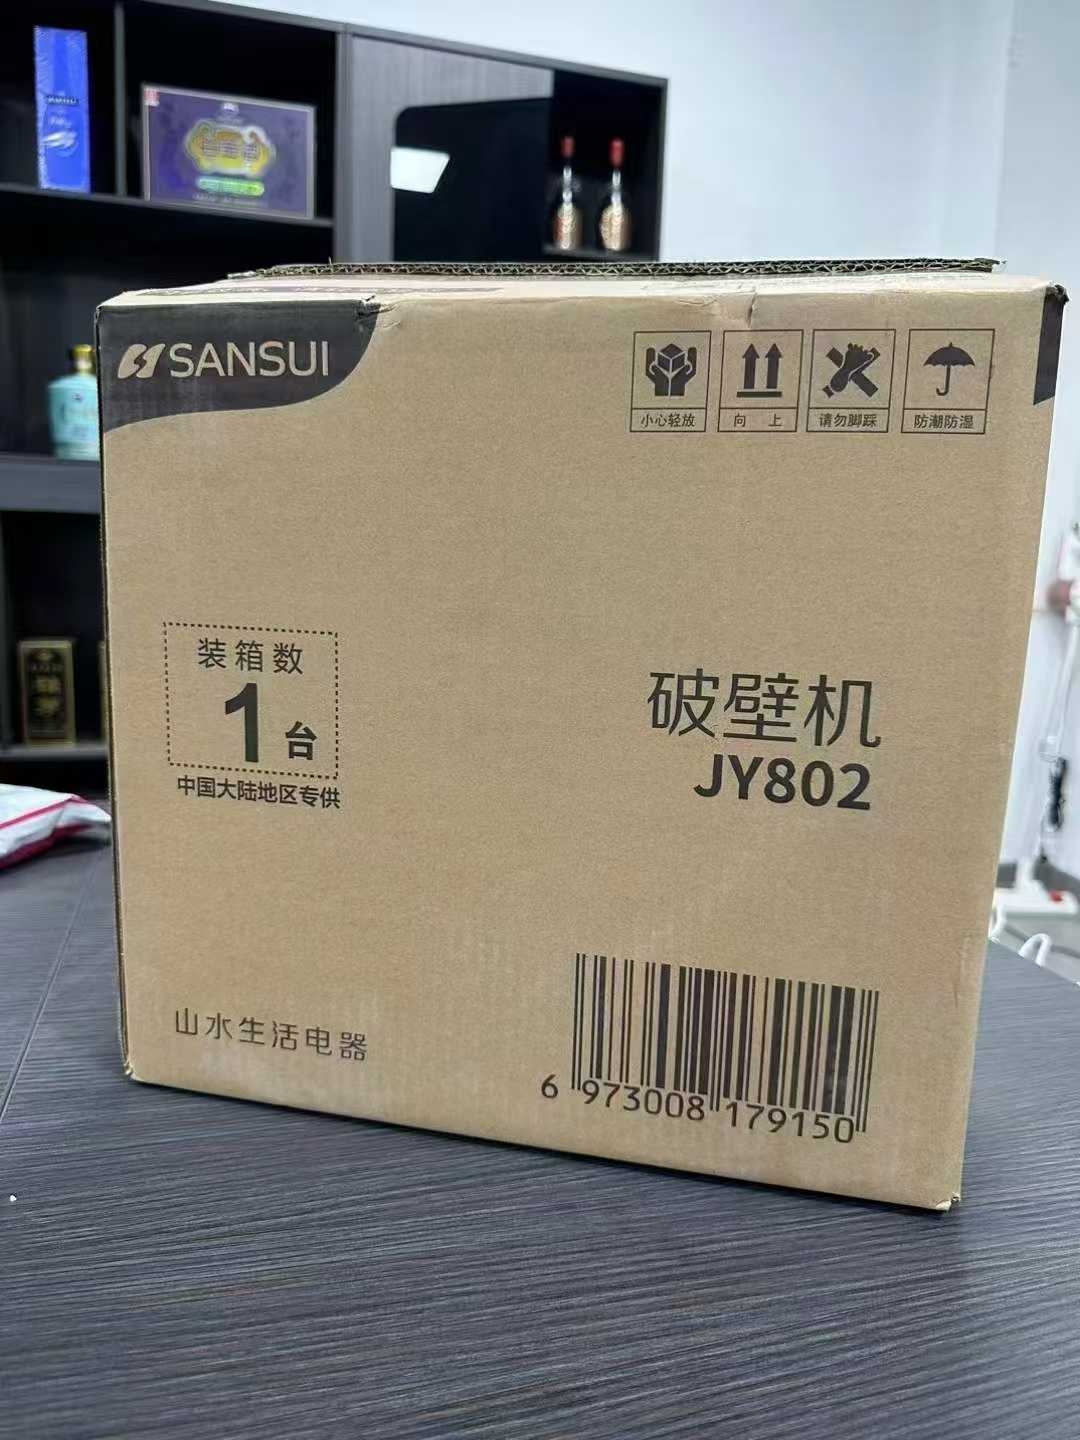 SANSUI
小心轻放
向 上
请勿脚踩
防潮防湿
装箱数
1台
中国大陆地区专供
破壁机
JY802
山水生活电器
6 973008 179150